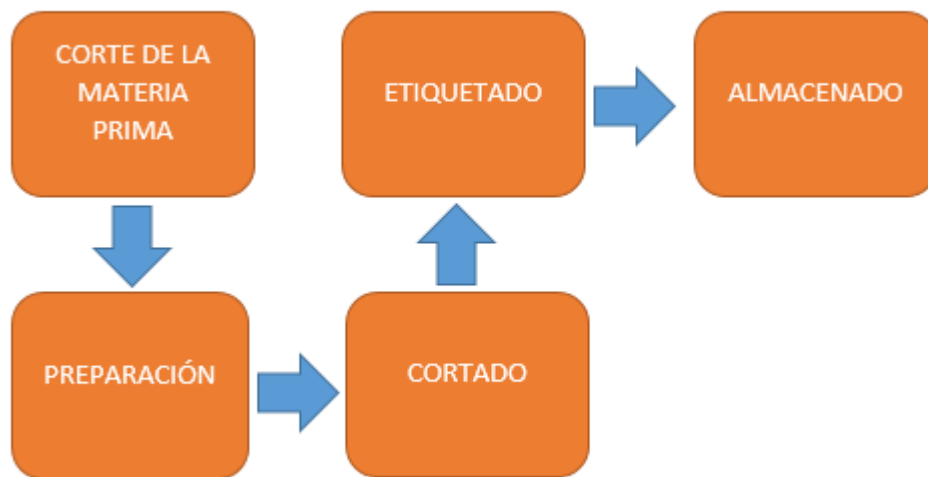 CORTE DE LA
MATERIA
PRIMA
PREPARACIÓN
CORTADO
ETIQUETADO
ALMACENADO